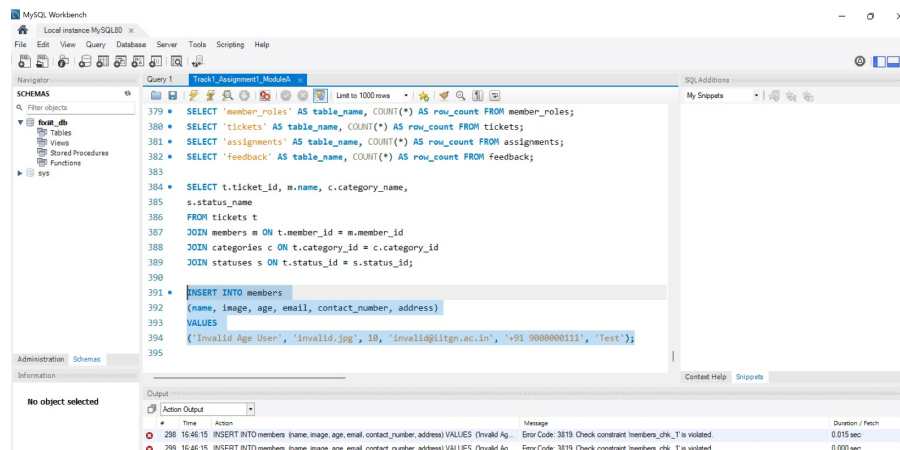 MySQL Workbench
Local instance MySQL80 ×
File Edit View Query Database Server Tools Scripting Help
Navigator
SCHEMAS
Filter objects
fixiit_db
Tables
Views
Stored Procedures
Functions
sys
Administration Schemas
Information
No object selected
Query 1 Track1_Assignment1_ModuleA ×
Limit to 1000 rows
379 SELECT 'member_roles' AS table_name, COUNT(*) AS row_count FROM member_roles;
380 SELECT 'tickets' AS table_name, COUNT(*) AS row_count FROM tickets;
381 SELECT 'assignments' AS table_name, COUNT(*) AS row_count FROM assignments;
382 SELECT 'feedback' AS table_name, COUNT(*) AS row_count FROM feedback;
383
384 SELECT t.ticket_id, m.name, c.category_name,
385 s.status_name
386 FROM tickets t
387 JOIN members m ON t.member_id = m.member_id
388 JOIN categories c ON t.category_id = c.category_id
389 JOIN statuses s ON t.status_id = s.status_id;
390
391 INSERT INTO members
392 (name, image, age, email, contact_number, address)
393 VALUES
394 ('Invalid Age User', 'invalid.jpg', 10, 'invalid@iitgn.ac.in', '+91 9000000111', 'Test');
395
SQLAdditions
My Snippets
Context Help Snippets
Output
Action Output
# Time Action Message Duration / Fetch
298 16:46:15 INSERT INTO members (name, image, age, email, contact_number, address) VALUES ('Invalid Ag... Error Code: 3819. Check constraint 'members_chk_1' is violated. 0.015 sec
299 16:46:15 INSERT INTO members (name, image, age, email, contact_number, address) VALUES ('Invalid Ag... Error Code: 3819. Check constraint 'members_chk_1' is violated. 0.000 sec